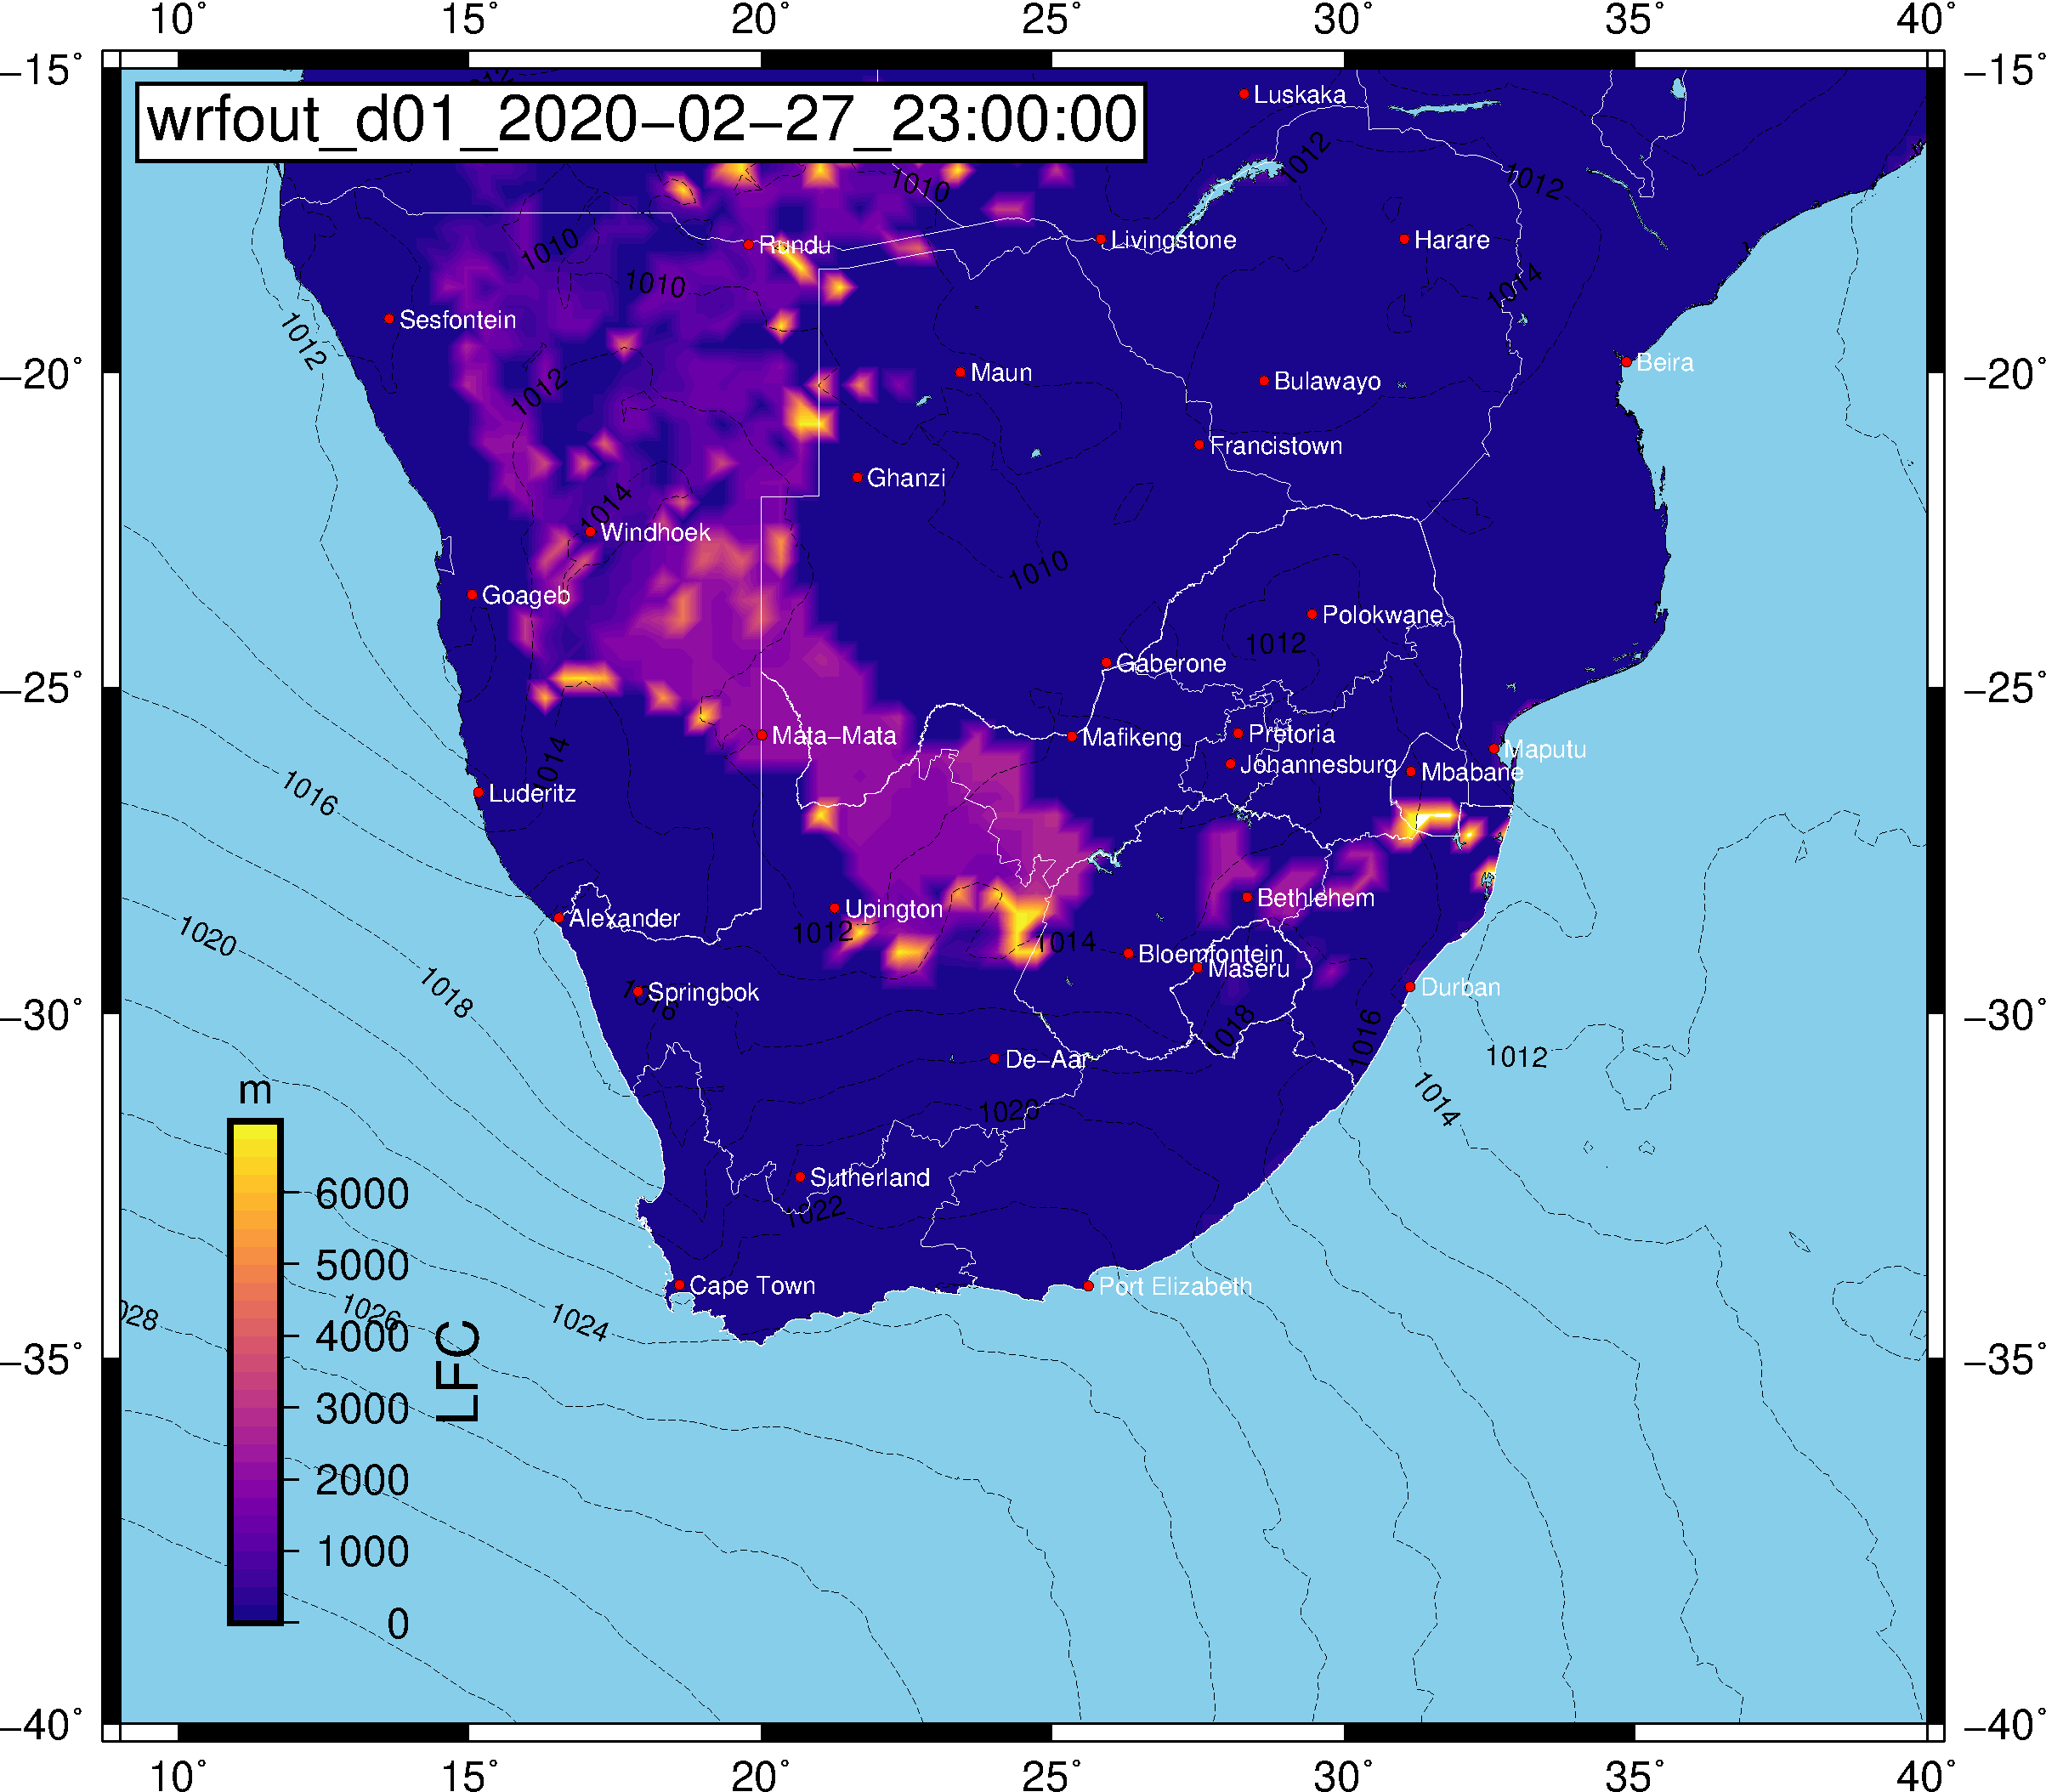 10° 15° 20° 25° 30° 35° 40°
−15° −15°
wrfout_d01_2020−02−27_23:00:00
Luskaka
1012
1012
1010
1010
Rundu
Livingstone
Harare
1010
1014
Sesfontein
1012
−20° −20°
Beira
Maun
Bulawayo
1012
Francistown
Ghanzi
1014
Windhoek
1010
Goageb
Polokwane
1012
Gaberone
−25° −25°
Mata−Mata
Mafikeng
Pretoria
Maputu
Johannesburg
Mbabane
1014
1016
Luderitz
Bethlehem
Upington
Alexander
1012
1020
1014
Bloemfontein
Maseru
1018
Springbok
1016
Durban
−30° −30°
1018
1016
1012
De−Aar
1014
m
1020
Sutherland
1022
6000
5000
Cape Town
Port Elizabeth
028
1026
1024
4000
LFC
−35° −35°
3000
2000
1000
0
−40° −40°
10° 15° 20° 25° 30° 35° 40°